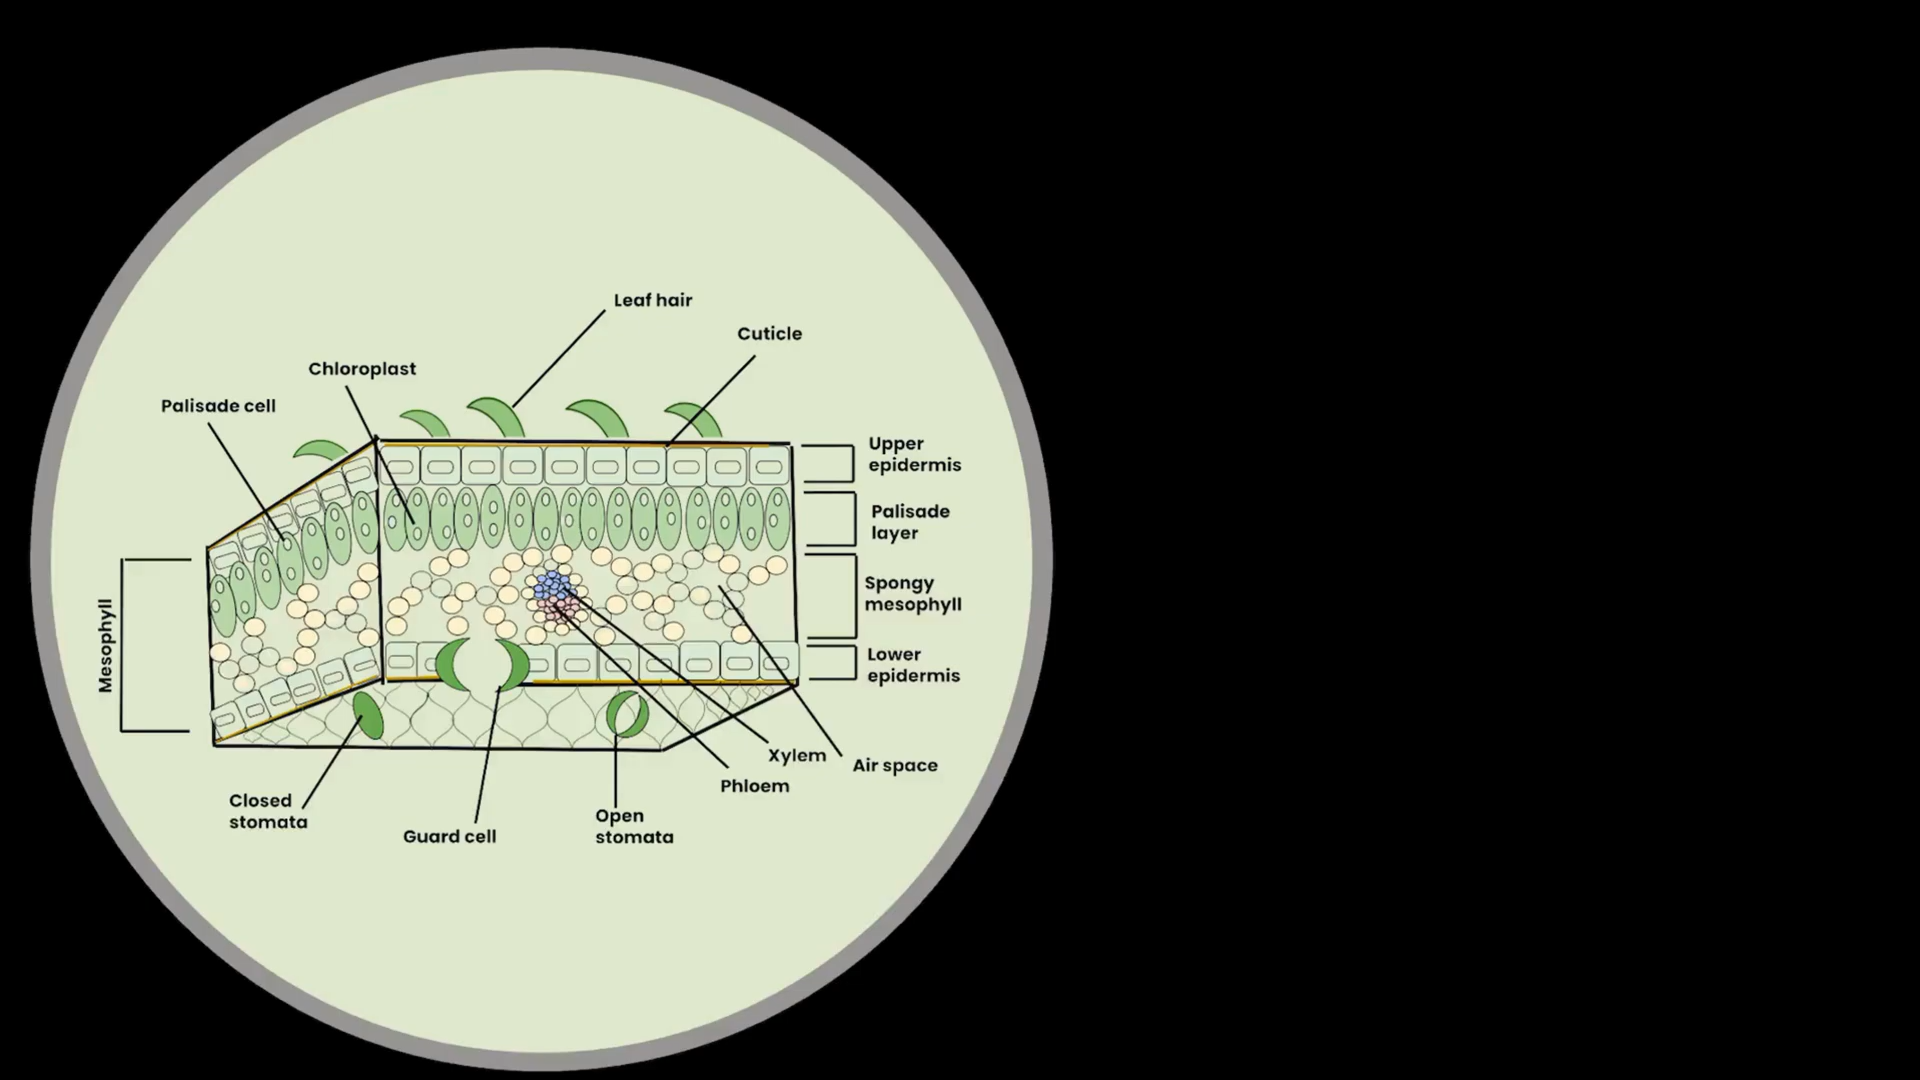 Leaf hair
Cuticle
Chloroplast
Palisade cell
Upper
epidermis
Palisade
layer
Spongy
mesophyll
Mesophyll
Lower
epidermis
Xylem
Air space
Phloem
Closed
stomata
Open
stomata
Guard cell